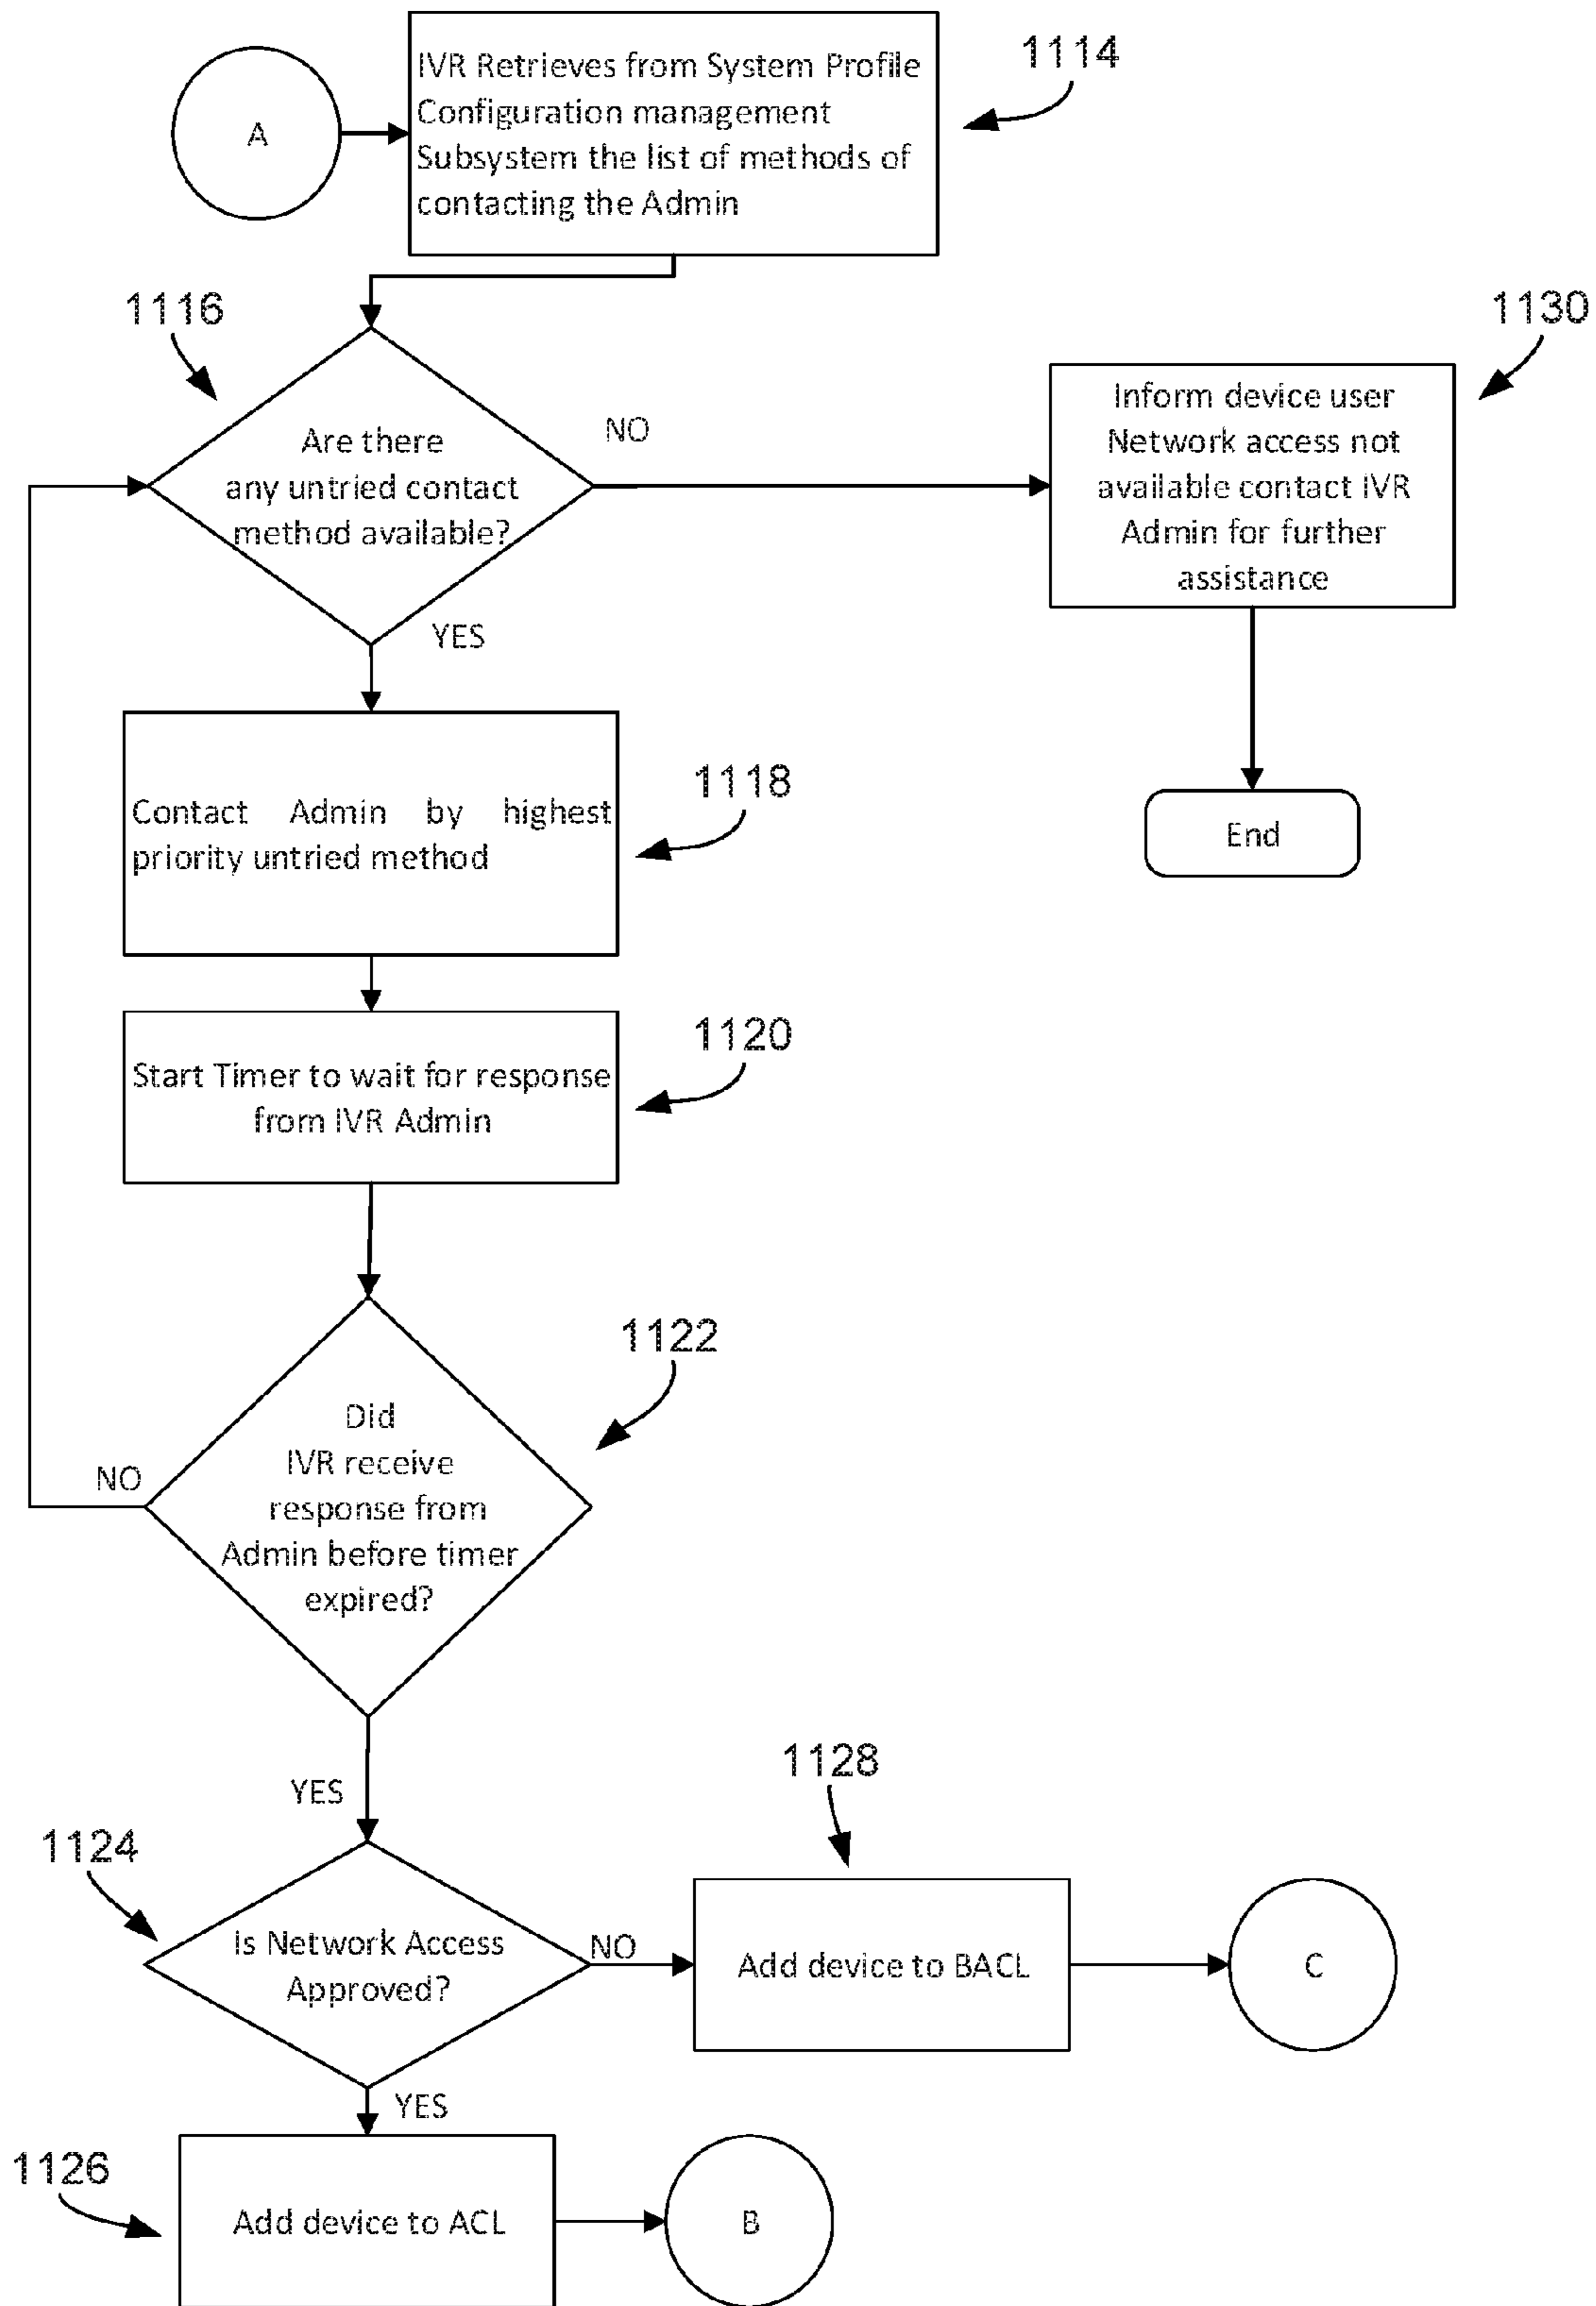 A
IVR Retrieves from System Profile
Configuration management
Subsystem the list of methods of
contacting the Admin
1114
1116
Are there
any untried contact
method available?
NO
YES
1130
Inform device user
Network access not
available contact IVR
Admin for further
assistance
End
Contact Admin by highest
priority untried method
1118
Start Timer to wait for response
from IVR Admin
1120
Did
IVR receive
response from
Admin before timer
expired?
1122
NO
YES
1124
Is Network Access
Approved?
NO
1128
Add device to BACL
C
YES
1126
Add device to ACL
B